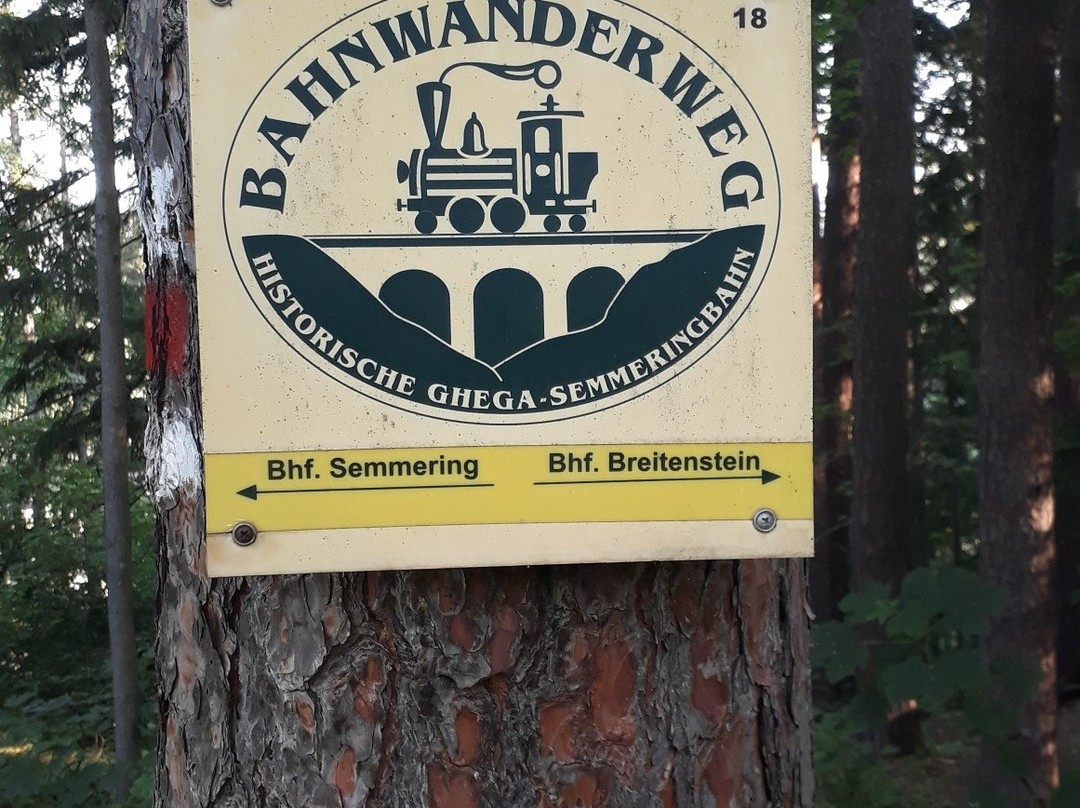 18
BAHNWANDERWEG
HISTORISCHE GHEGA-SEMMERINGBAHN
Bhf. Semmering
Bhf. Breitenstein